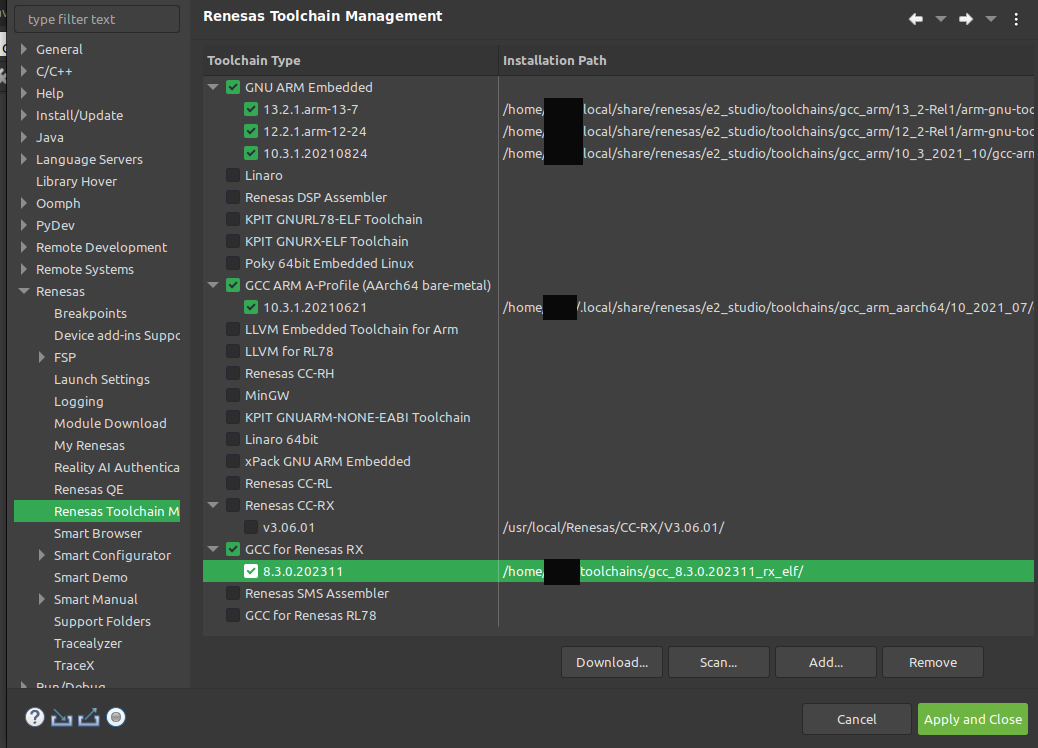 type filter text
General
C/C++
Help
Install/Update
Java
Language Servers
Library Hover
Oomph
PyDev
Remote Development
Remote Systems
Renesas
Breakpoints
Device add-ins Suppo
FSP
Launch Settings
Logging
Module Download
My Renesas
Reality AI Authentica
Renesas QE
Renesas Toolchain M
Smart Browser
Smart Configurator
Smart Demo
Smart Manual
Support Folders
Tracealyzer
TraceX
Run/Debug
Renesas Toolchain Management
Toolchain Type Installation Path
GNU ARM Embedded
13.2.1.arm-13-7 /home/ local/share/renesas/e2_studio/toolchains/gcc_arm/13_2-Rel1/arm-gnu-too
12.2.1.arm-12-24 /home/ local/share/renesas/e2_studio/toolchains/gcc_arm/12_2-Rel1/arm-gnu-too
10.3.1.20210824 /home/ local/share/renesas/e2_studio/toolchains/gcc_arm/10_3_2021_10/gcc-arm
Linaro
Renesas DSP Assembler
KPIT GNURL78-ELF Toolchain
KPIT GNURX-ELF Toolchain
Poky 64bit Embedded Linux
GCC ARM A-Profile (AArch64 bare-metal)
10.3.1.20210621 /home/ /.local/share/renesas/e2_studio/toolchains/gcc_arm_aarch64/10_2021_07/
LLVM Embedded Toolchain for Arm
LLVM for RL78
Renesas CC-RH
MinGW
KPIT GNUARM-NONE-EABI Toolchain
Linaro 64bit
xPack GNU ARM Embedded
Renesas CC-RL
Renesas CC-RX
v3.06.01 /usr/local/Renesas/CC-RX/V3.06.01/
GCC for Renesas RX
8.3.0.202311 /home/ toolchains/gcc_8.3.0.202311_rx_elf/
Renesas SMS Assembler
GCC for Renesas RL78
Download... Scan... Add... Remove
? Cancel Apply and Close